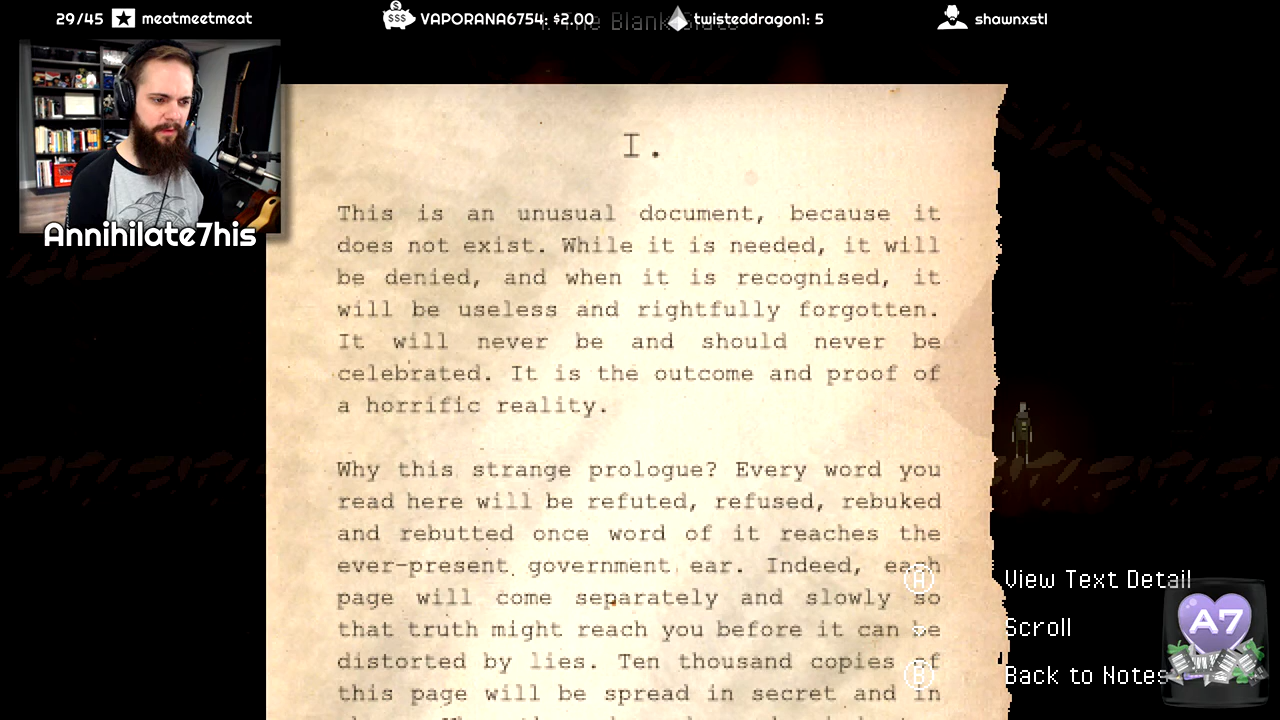 29/45 meatmeetmeat VAPORANA6754: $2.00 twisteddragon1: 5 shawnxstl
I. The Blank Slate
Annihilate7his
I.
This is an unusual document, because it
does not exist. While it is needed, it will
be denied, and when it is recognised, it
will be useless and rightfully forgotten.
It will never be and should never be
celebrated. It is the outcome and proof of
a horrific reality.
Why this strange prologue? Every word you
read here will be refuted, refused, rebuked
and rebutted once word of it reaches the
ever-present government ear. Indeed, each
page will come separately and slowly so
that truth might reach you before it can be
distorted by lies. Ten thousand copies of
this page will be spread in secret and in
A View Text Detail
Scroll
B Back to Notes
A7